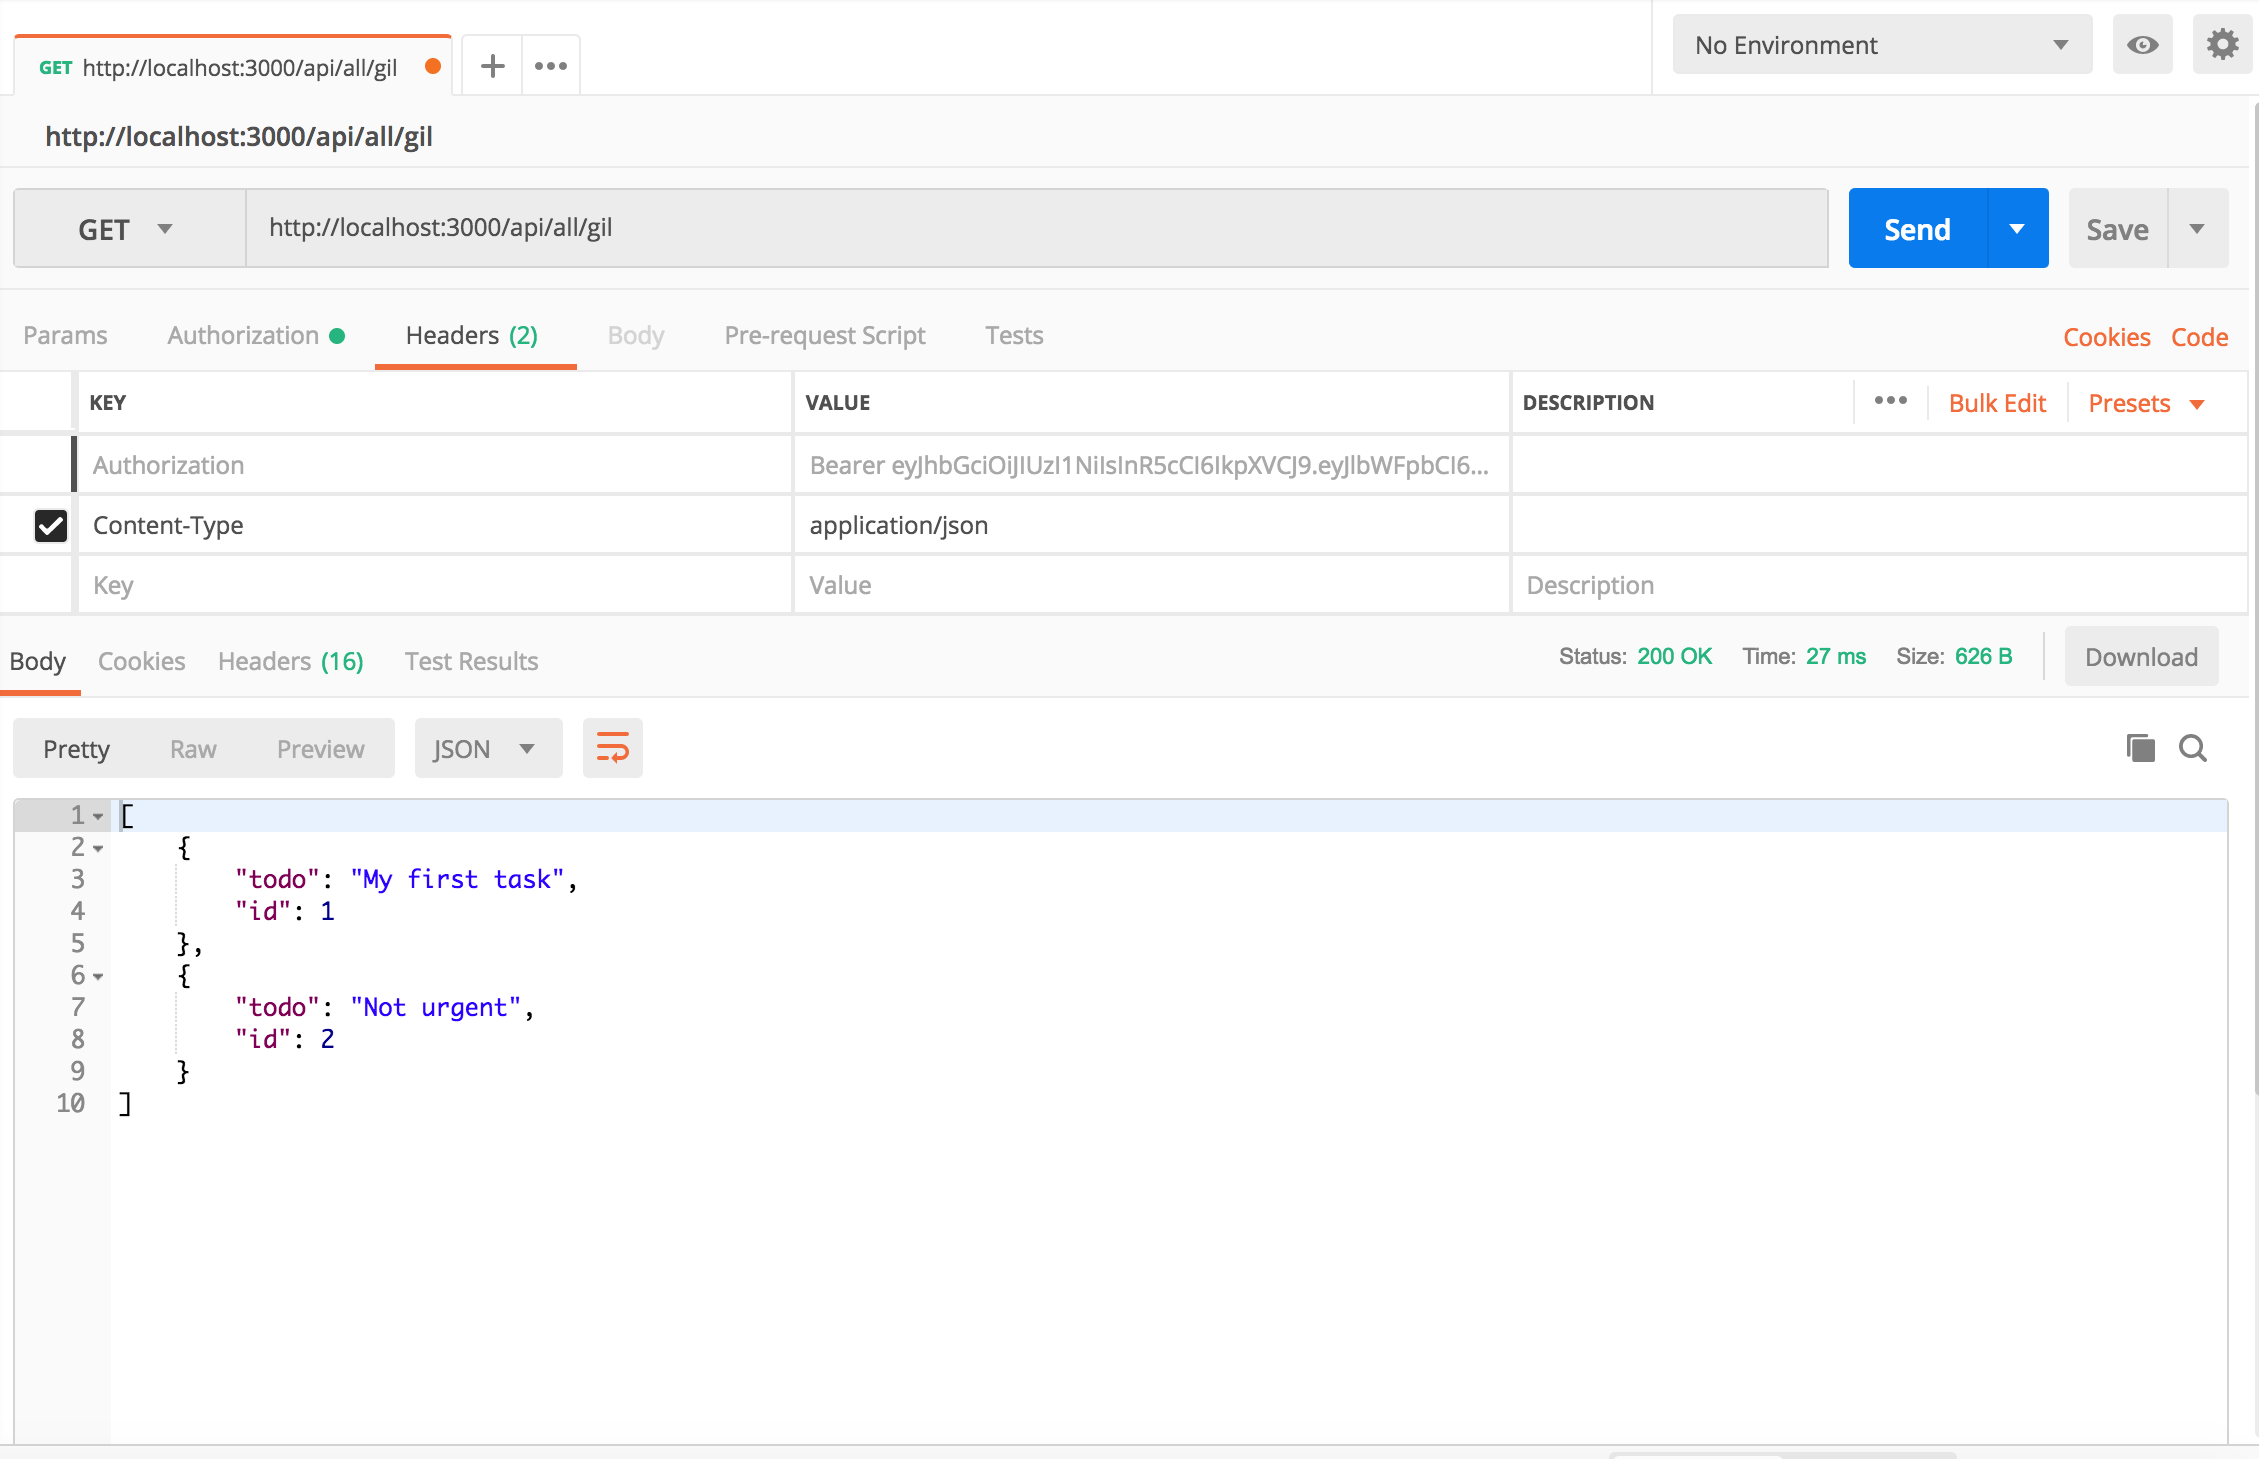 GET http://localhost:3000/api/all/gil
No Environment
http://localhost:3000/api/all/gil
GET http://localhost:3000/api/all/gil Send Save
Params Authorization Headers (2) Body Pre-request Script Tests Cookies Code
KEY VALUE DESCRIPTION ••• Bulk Edit Presets
Authorization Bearer eyJhbGciOiJIUzI1NiIsInR5cCI6IkpXVCJ9.eyJlbWFpbCI6...
Content-Type application/json
Key Value Description
Body Cookies Headers (16) Test Results Status: 200 OK Time: 27 ms Size: 626 B Download
Pretty Raw Preview JSON
1 [
2 {
3 "todo": "My first task",
4 "id": 1
5 },
6 {
7 "todo": "Not urgent",
8 "id": 2
9 }
10 ]